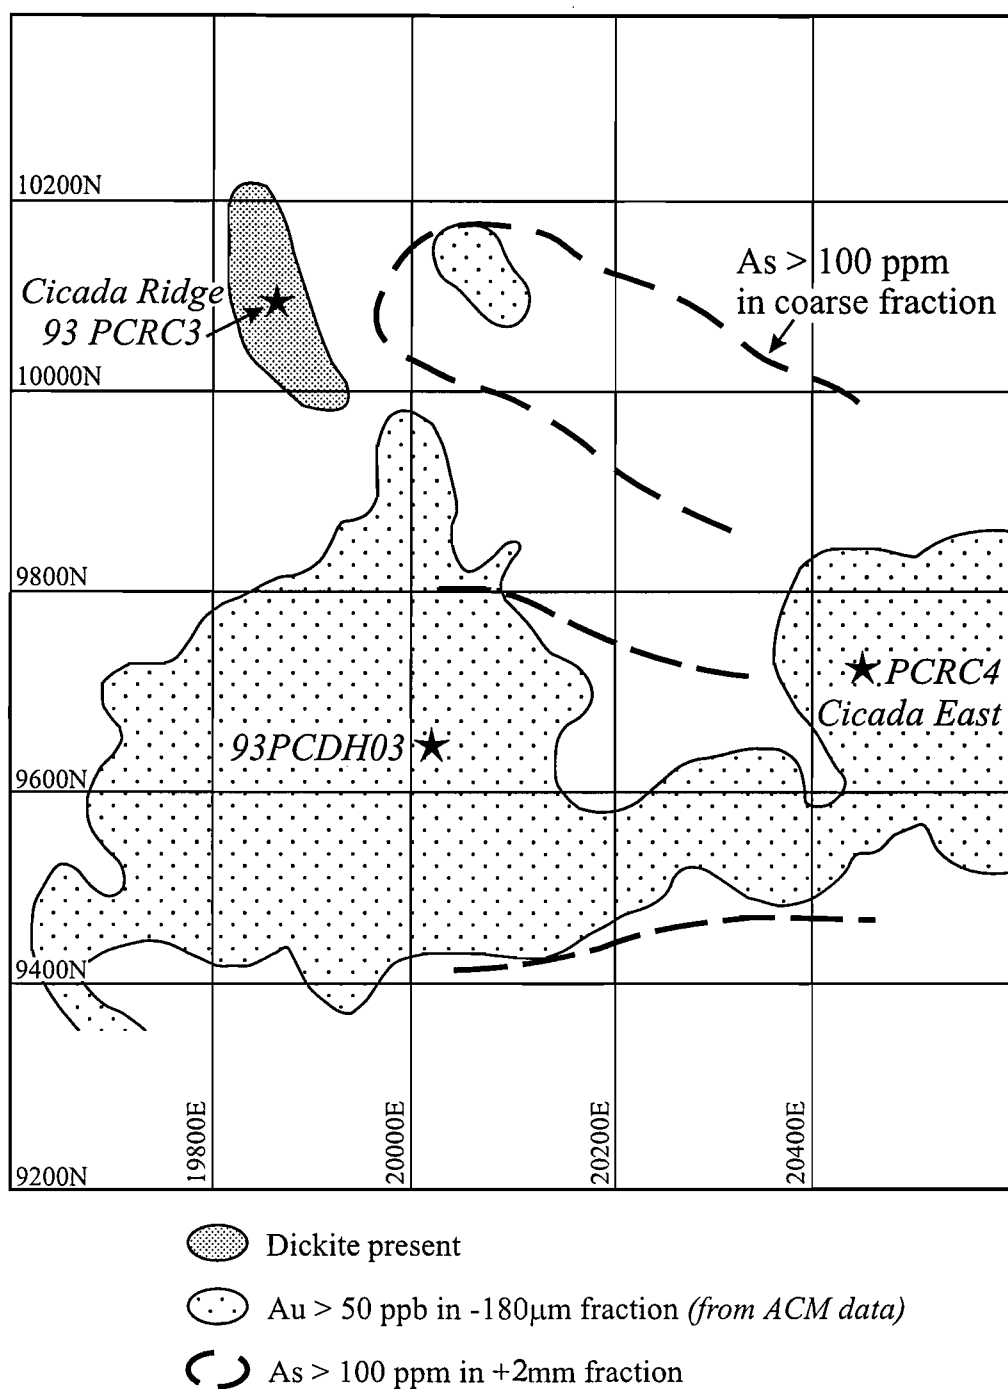 10200N
Cicada Ridge
93 PCRC3
As > 100 ppm
in coarse fraction
10000N
9800N
PCRC4
Cicada East
93PCDH03
9600N
9400N
19800E
20000E
20200E
20400E
9200N
Dickite present
Au > 50 ppb in -180µm fraction (from ACM data)
As > 100 ppm in +2mm fraction